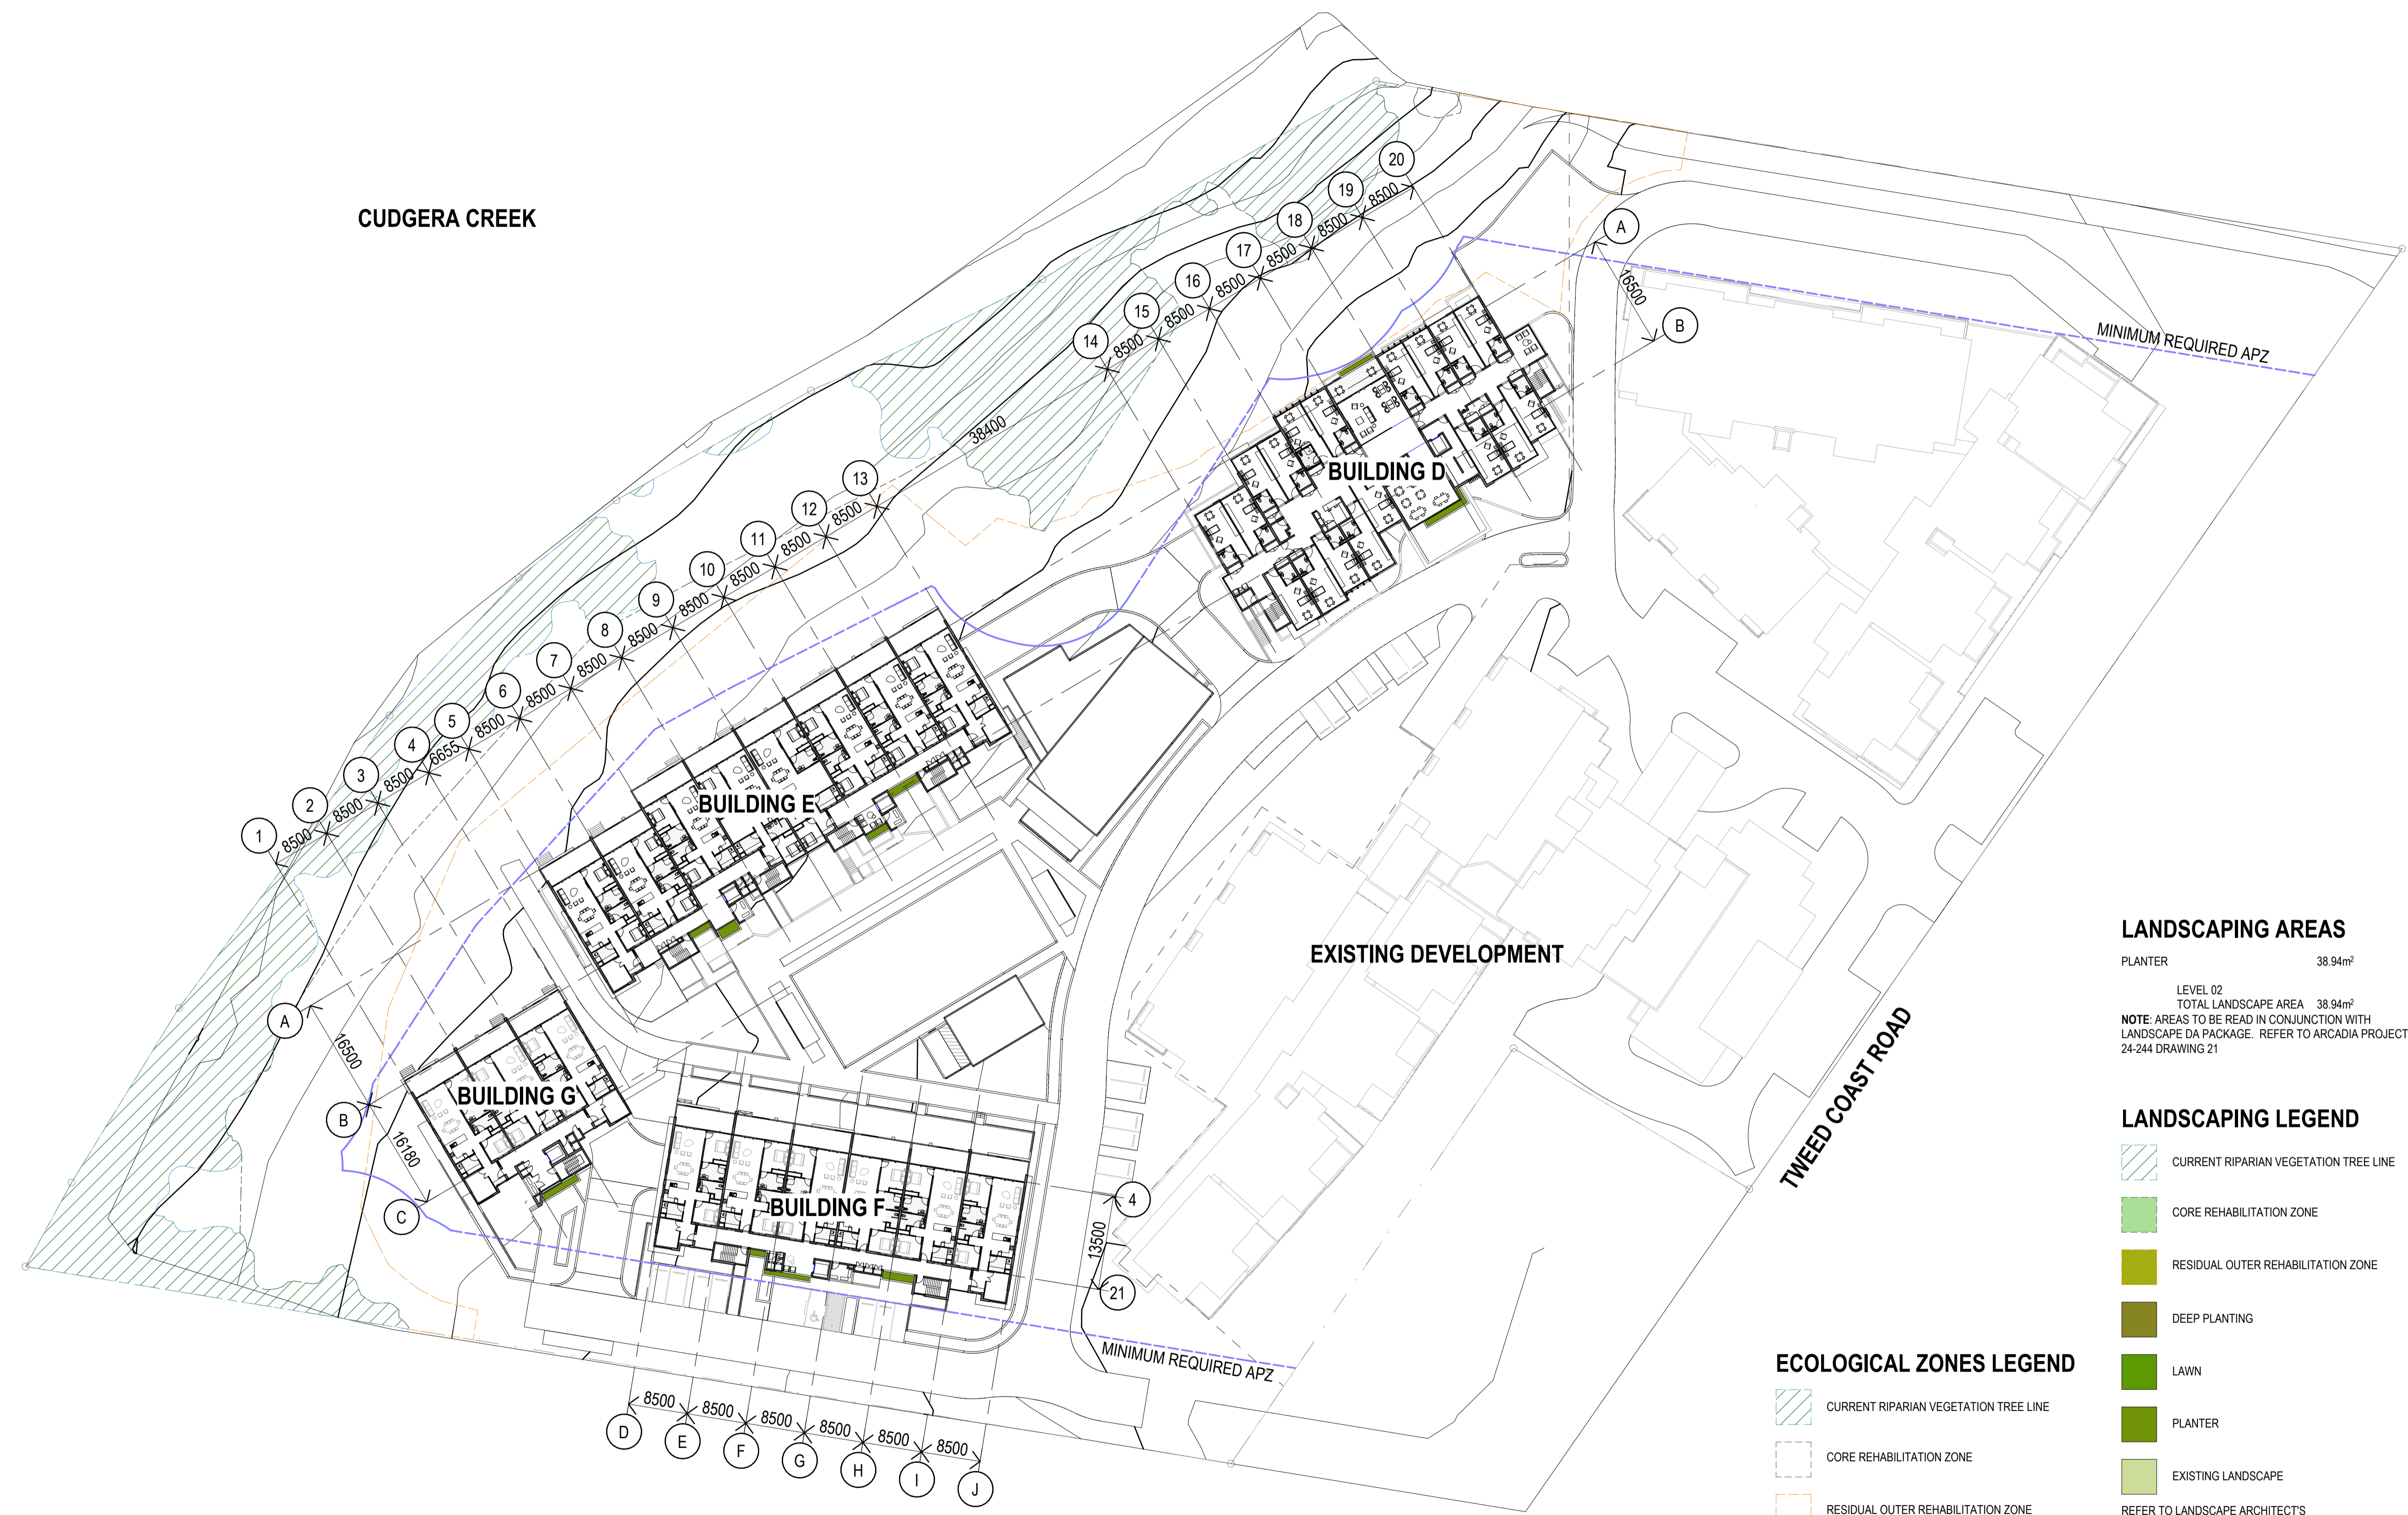 CUDGERA CREEK
20
19
8500
18
8500
17
8500
16
8500
15
8500
14
8500
A
16500
B
MINIMUM REQUIRED APZ
38400
13
12
8500
11
8500
10
8500
9
8500
8
8500
7
8500
6
8500
5
8500
4
6655
3
8500
2
8500
1
8500
BUILDING D
BUILDING E
EXISTING DEVELOPMENT
A
16500
B
16180
C
BUILDING G
BUILDING F
4
13500
21
MINIMUM REQUIRED APZ
TWEED COAST ROAD
D
8500
E
8500
F
8500
G
8500
H
8500
I
8500
J
LANDSCAPING AREAS
PLANTER 38.94m²
LEVEL 02
TOTAL LANDSCAPE AREA 38.94m²
NOTE: AREAS TO BE READ IN CONJUNCTION WITH
LANDSCAPE DA PACKAGE. REFER TO ARCADIA PROJECT
24-244 DRAWING 21
LANDSCAPING LEGEND
CURRENT RIPARIAN VEGETATION TREE LINE
CORE REHABILITATION ZONE
RESIDUAL OUTER REHABILITATION ZONE
DEEP PLANTING
LAWN
PLANTER
EXISTING LANDSCAPE
REFER TO LANDSCAPE ARCHITECT'S
ECOLOGICAL ZONES LEGEND
CURRENT RIPARIAN VEGETATION TREE LINE
CORE REHABILITATION ZONE
RESIDUAL OUTER REHABILITATION ZONE